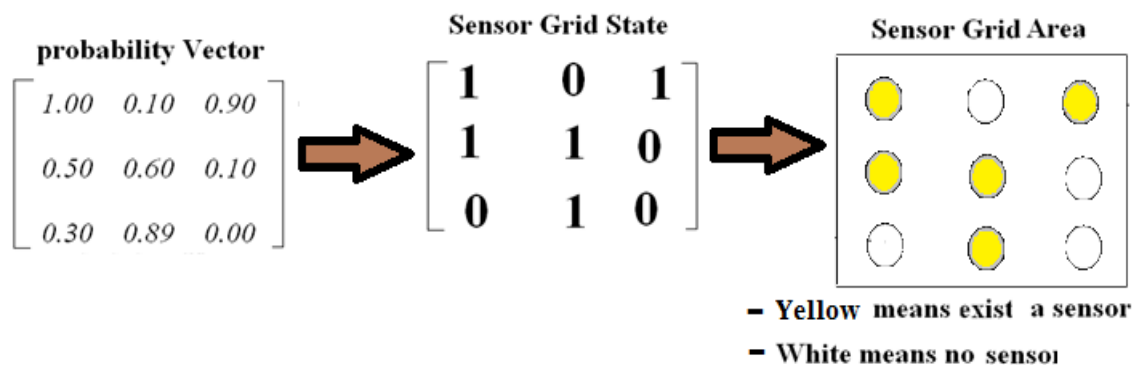 probability Vector
1.00 0.10 0.90
0.50 0.60 0.10
0.30 0.89 0.00
Sensor Grid State
1 0 1
1 1 0
0 1 0
Sensor Grid Area
- Yellow means exist a sensor
- White means no sensor